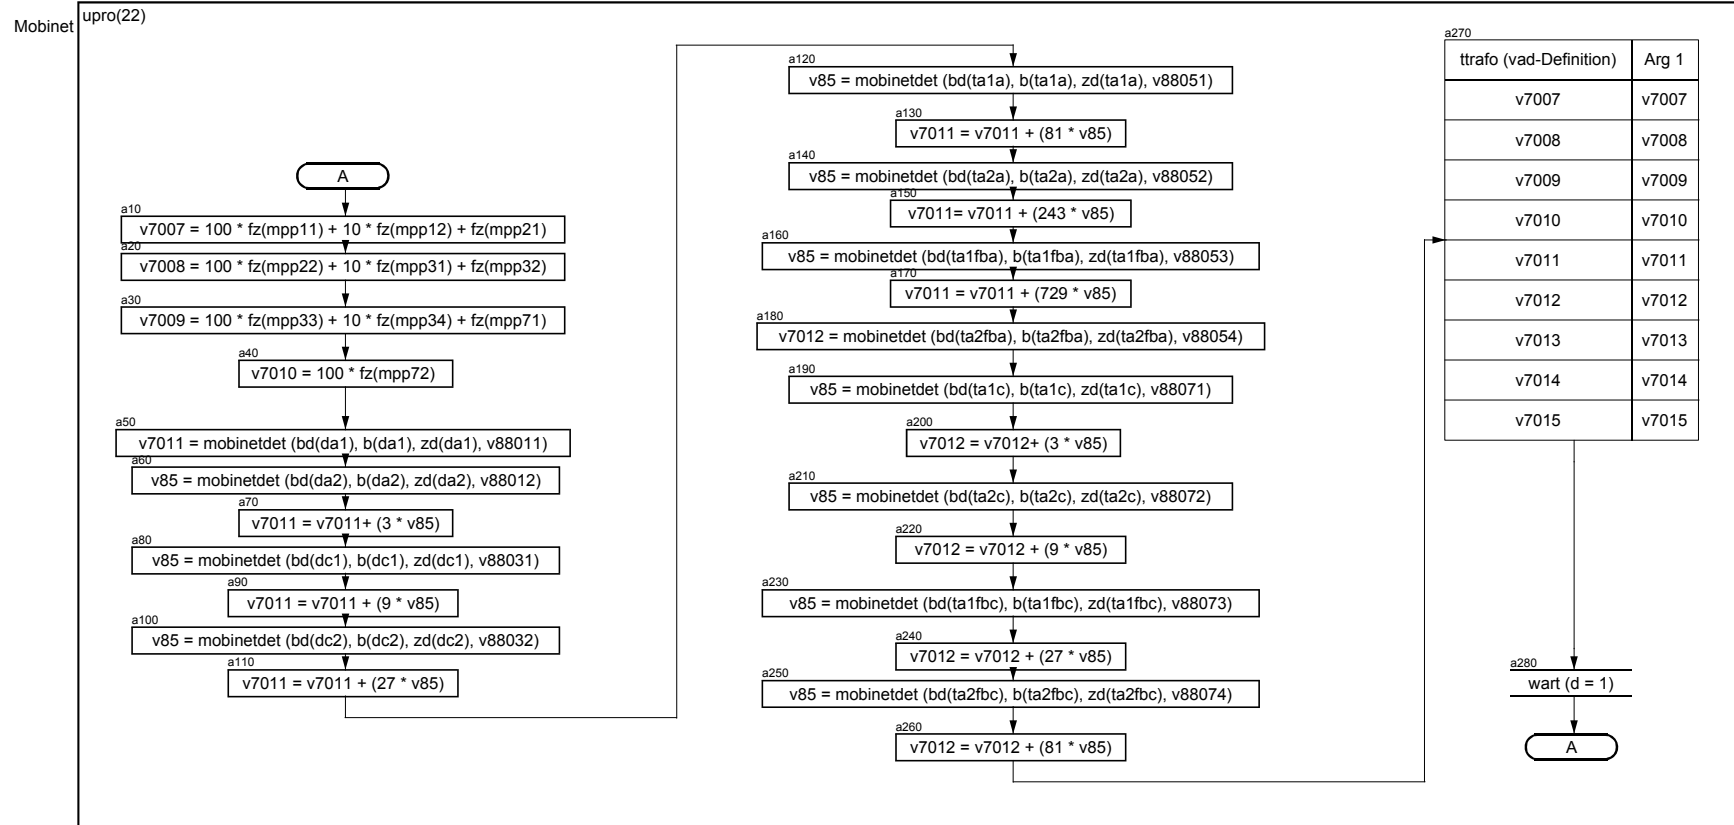 Mobinet
upro(22)
A
a10
v7007 = 100 * fz(mpp11) + 10 * fz(mpp12) + fz(mpp21)
a20
v7008 = 100 * fz(mpp22) + 10 * fz(mpp31) + fz(mpp32)
a30
v7009 = 100 * fz(mpp33) + 10 * fz(mpp34) + fz(mpp71)
a40
v7010 = 100 * fz(mpp72)
a50
v7011 = mobinetdet (bd(da1), b(da1), zd(da1), v88011)
a60
v85 = mobinetdet (bd(da2), b(da2), zd(da2), v88012)
a70
v7011 = v7011+ (3 * v85)
a80
v85 = mobinetdet (bd(dc1), b(dc1), zd(dc1), v88031)
a90
v7011 = v7011 + (9 * v85)
a100
v85 = mobinetdet (bd(dc2), b(dc2), zd(dc2), v88032)
a110
v7011 = v7011 + (27 * v85)
a120
v85 = mobinetdet (bd(ta1a), b(ta1a), zd(ta1a), v88051)
a130
v7011 = v7011 + (81 * v85)
a140
v85 = mobinetdet (bd(ta2a), b(ta2a), zd(ta2a), v88052)
a150
v7011= v7011 + (243 * v85)
a160
v85 = mobinetdet (bd(ta1fba), b(ta1fba), zd(ta1fba), v88053)
a170
v7011 = v7011 + (729 * v85)
a180
v7012 = mobinetdet (bd(ta2fba), b(ta2fba), zd(ta2fba), v88054)
a190
v85 = mobinetdet (bd(ta1c), b(ta1c), zd(ta1c), v88071)
a200
v7012 = v7012+ (3 * v85)
a210
v85 = mobinetdet (bd(ta2c), b(ta2c), zd(ta2c), v88072)
a220
v7012 = v7012 + (9 * v85)
a230
v85 = mobinetdet (bd(ta1fbc), b(ta1fbc), zd(ta1fbc), v88073)
a240
v7012 = v7012 + (27 * v85)
a250
v85 = mobinetdet (bd(ta2fbc), b(ta2fbc), zd(ta2fbc), v88074)
a260
v7012 = v7012 + (81 * v85)
a270
ttrafo (vad-Definition) Arg 1
v7007 v7007
v7008 v7008
v7009 v7009
v7010 v7010
v7011 v7011
v7012 v7012
v7013 v7013
v7014 v7014
v7015 v7015
a280
wart (d = 1)
A